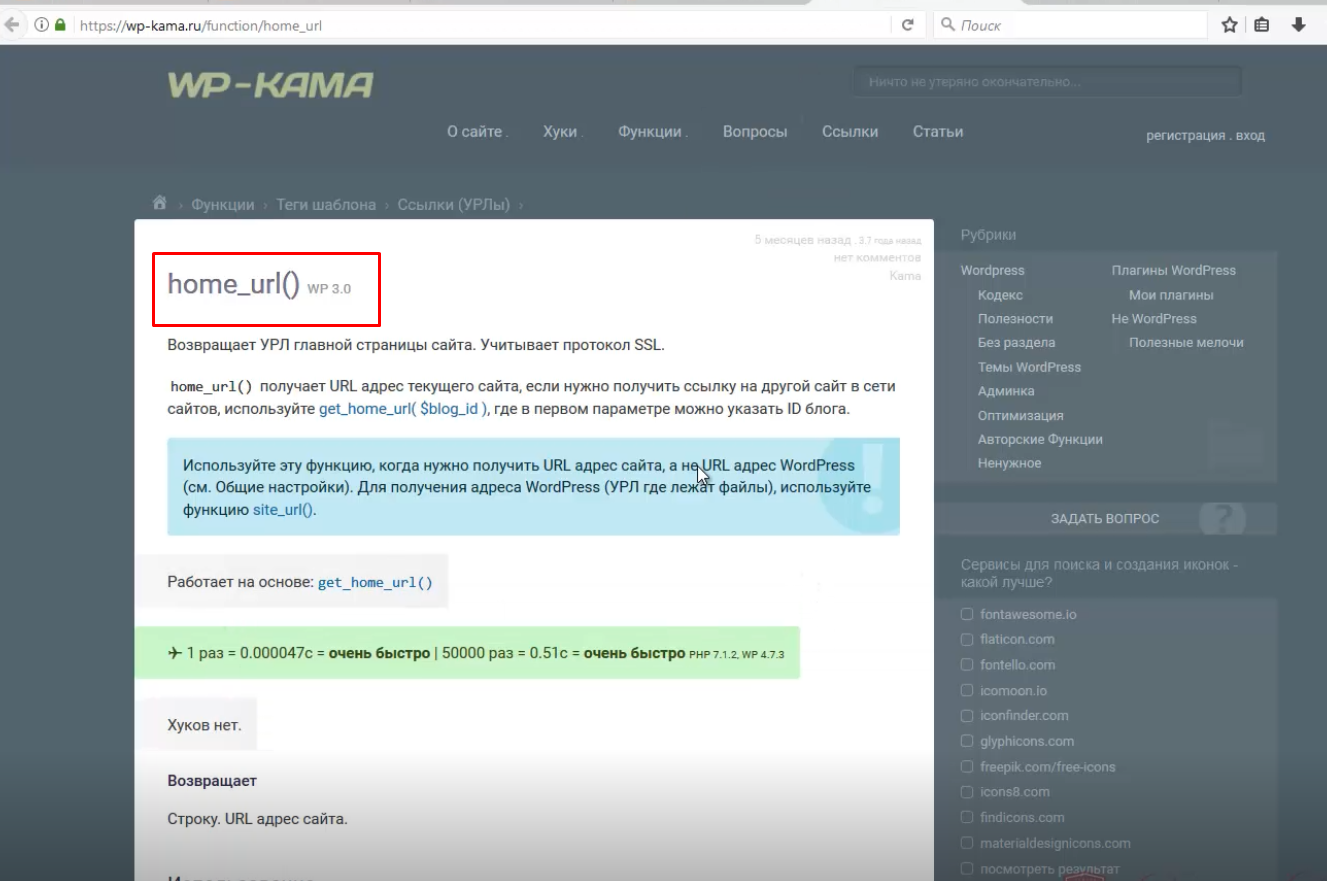 https://wp-kama.ru/function/home_url
Поиск
WP-KAMA
Ничто не утеряно окончательно...
О сайте . Хуки . Функции . Вопросы Ссылки Статьи
регистрация . вход
› Функции › Теги шаблона › Ссылки (УРЛы) ›
5 месяцев назад . 3.7 года назад
нет комментов
Kama
home_url() WP 3.0
Возвращает УРЛ главной страницы сайта. Учитывает протокол SSL.
home_url() получает URL адрес текущего сайта, если нужно получить ссылку на другой сайт в сети
сайтов, используйте get_home_url( $blog_id ), где в первом параметре можно указать ID блога.
Используйте эту функцию, когда нужно получить URL адрес сайта, а не URL адрес WordPress
(см. Общие настройки). Для получения адреса WordPress (УРЛ где лежат файлы), используйте
функцию site_url().
Работает на основе: get_home_url()
1 раз = 0.000047с = очень быстро | 50000 раз = 0.51с = очень быстро PHP 7.1.2, WP 4.7.3
Хуков нет.
Возвращает
Строку. URL адрес сайта.
Рубрики
Wordpress
Кодекс
Полезности
Без раздела
Темы WordPress
Админка
Оптимизация
Авторские Функции
Ненужное
Плагины WordPress
Мои плагины
Не WordPress
Полезные мелочи
ЗАДАТЬ ВОПРОС
?
Сервисы для поиска и создания иконок -
какой лучше?
fontawesome.io
flaticon.com
fontello.com
icomoon.io
iconfinder.com
glyphicons.com
freepik.com/free-icons
icons8.com
findicons.com
materialdesignicons.com
посмотреть результат